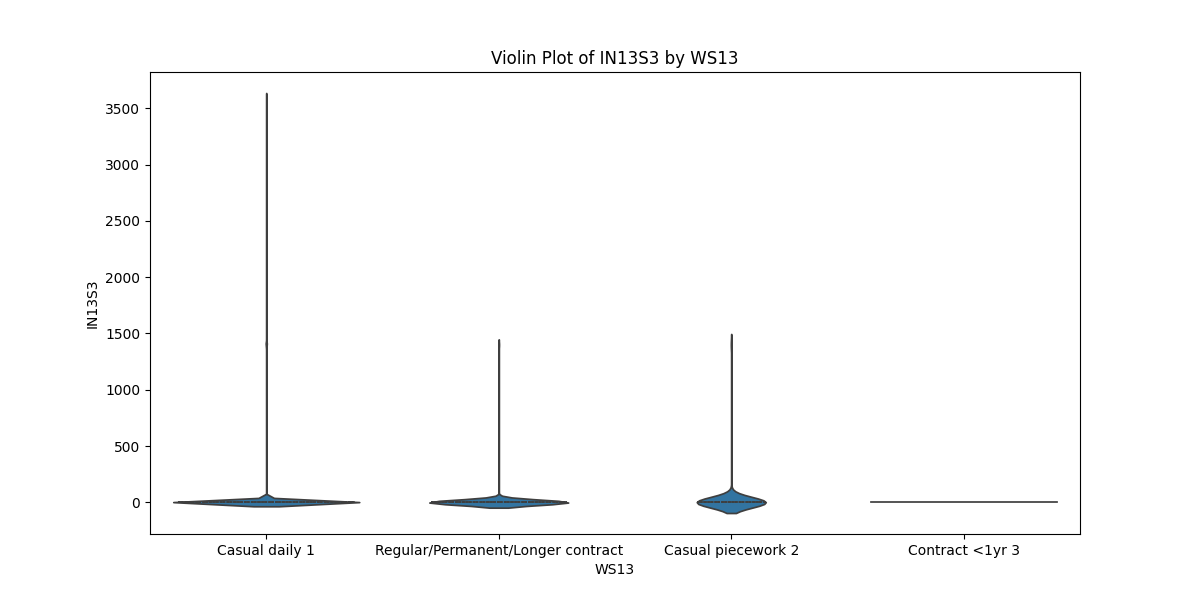 Violin Plot of IN13S3 by WS13
IN13S3
3500
3000
2500
2000
1500
1000
500
0
Casual daily 1
Regular/Permanent/Longer contract
Casual piecework 2
Contract <1yr 3
WS13